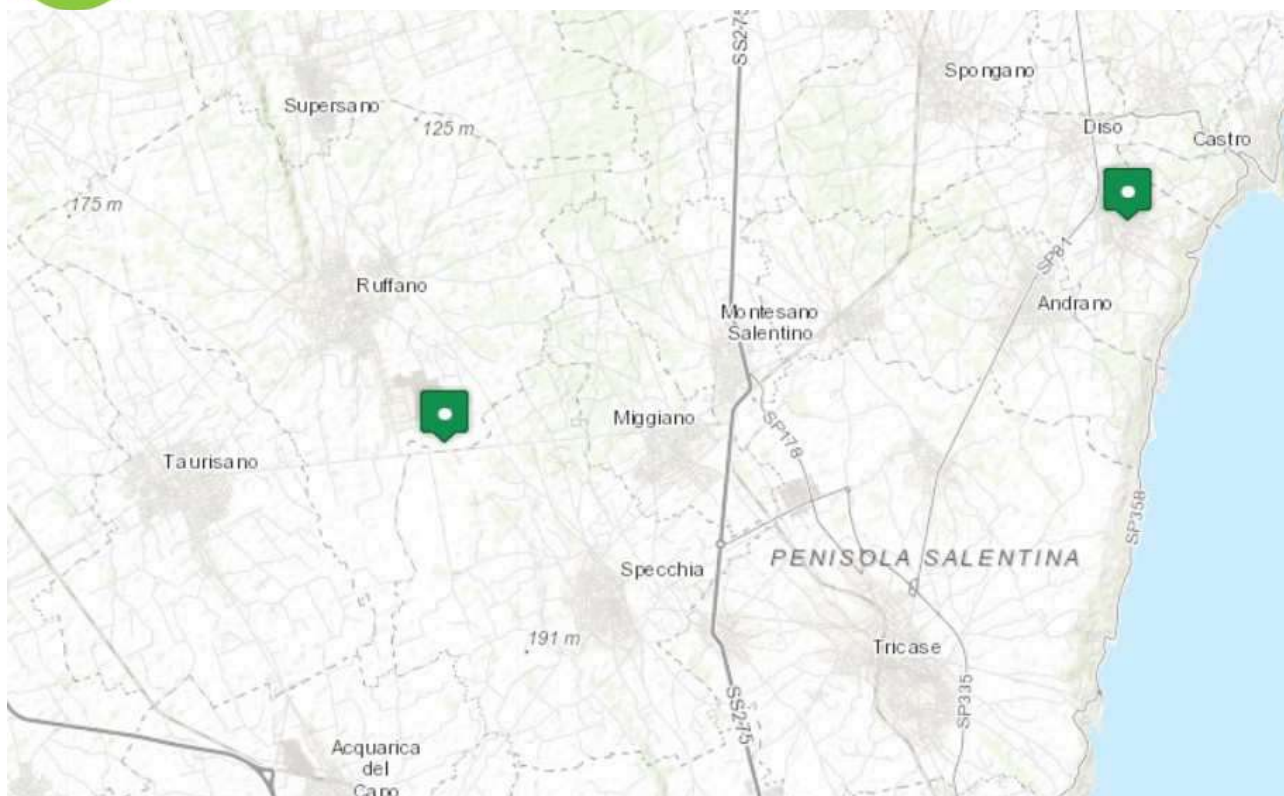 SS275
Spongano
Supersano
125 m
Diso
Castro
175 m
SP81
Ruffano
Andrano
Montesano
Salentino
Miggiano
SP178
Taurisano
SP358
PENISOLA SALENTINA
Specchia
191 m
Tricase
SP335
SS275
Acquarica
del
Capo